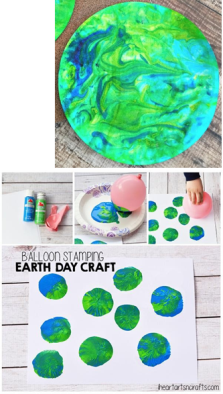 BALLOON STAMPING
EARTH DAY CRAFT
iheartartsncrafts.com